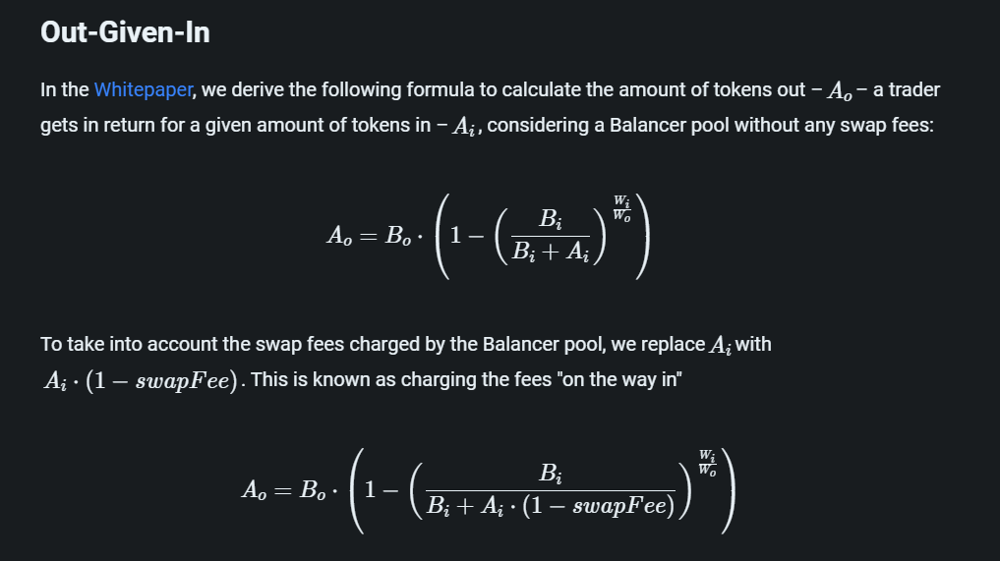 Out-Given-In
In the Whitepaper, we derive the following formula to calculate the amount of tokens out − $A_o$ − a trader
gets in return for a given amount of tokens in − $A_i$, considering a Balancer pool without any swap fees:
$A_o = B_o \cdot \left(1 - \left(\frac{B_i}{B_i + A_i}\right)^{\frac{W_i}{W_o}}\right)$
To take into account the swap fees charged by the Balancer pool, we replace $A_i$ with
$A_i \cdot (1 - swapFee)$. This is known as charging the fees "on the way in"
$A_o = B_o \cdot \left(1 - \left(\frac{B_i}{B_i + A_i \cdot (1 - swapFee)}\right)^{\frac{W_i}{W_o}}\right)$